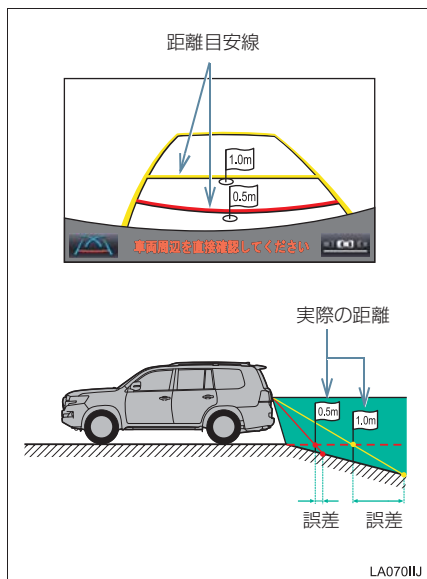 距離目安線
1.0m
0.5m
車両周辺を直接確認してください
実際の距離
0.5m
1.0m
誤差 誤差
LA070IIJ